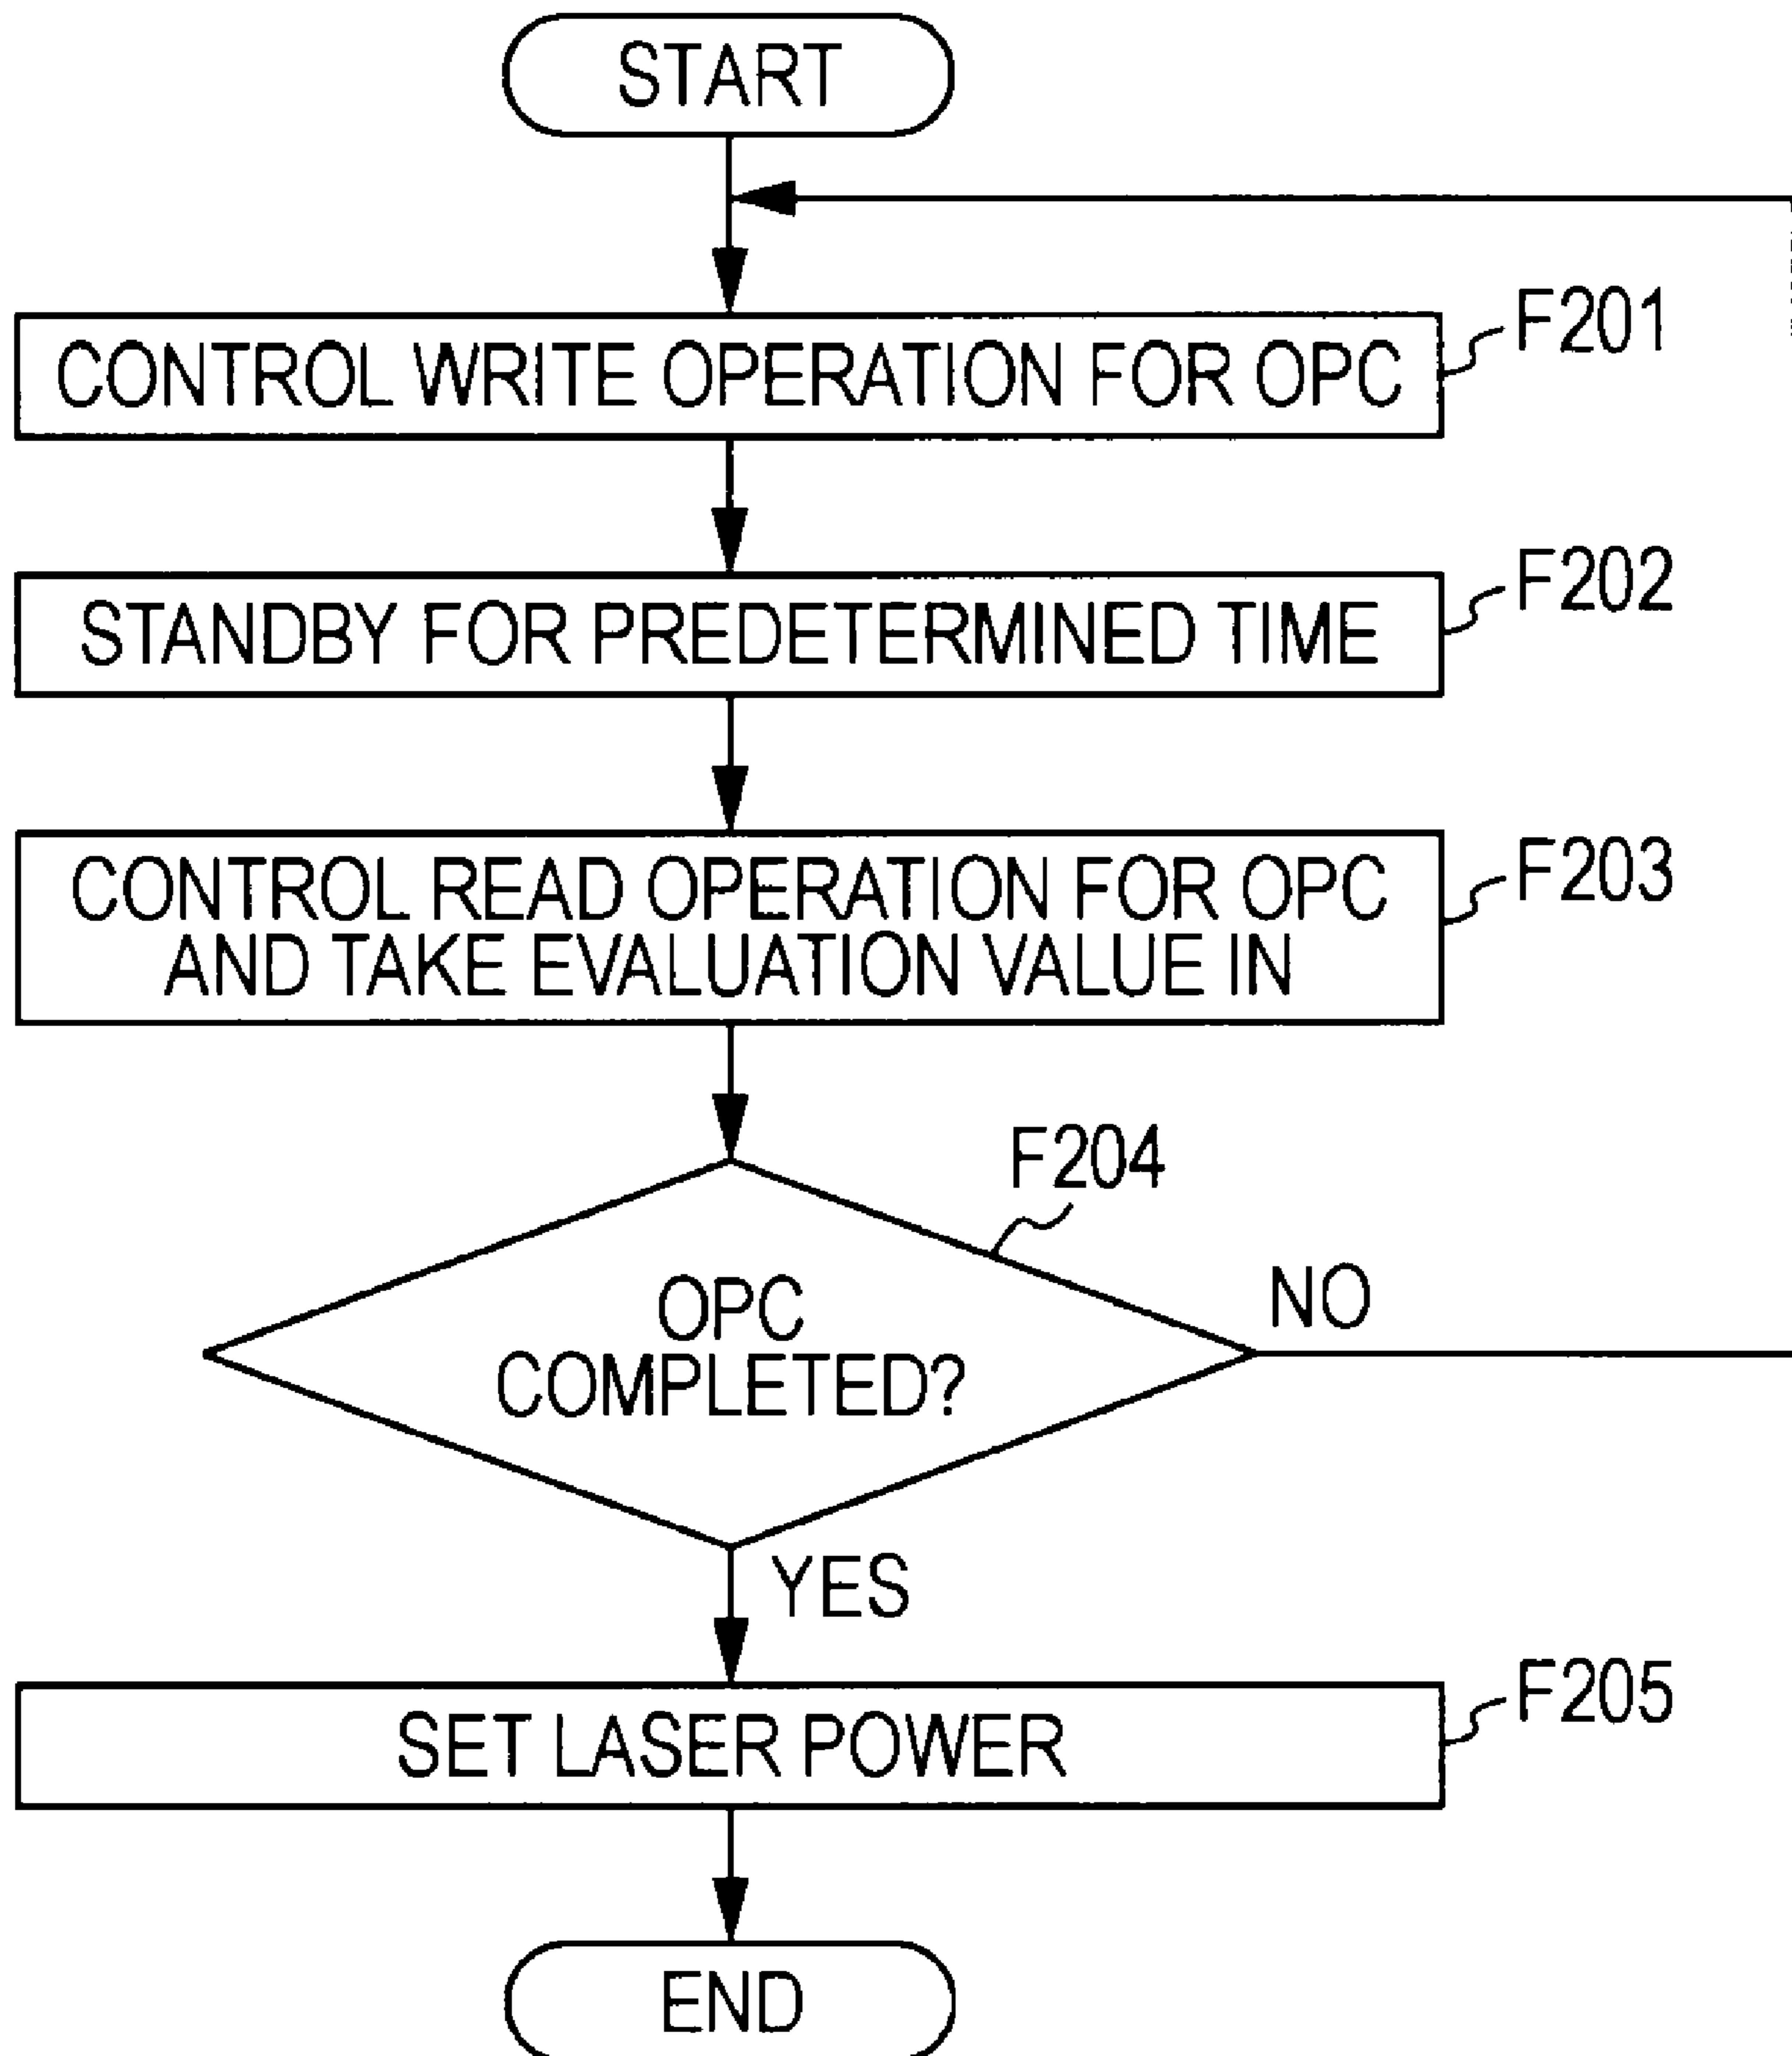 START
F201
CONTROL WRITE OPERATION FOR OPC
F202
STANDBY FOR PREDETERMINED TIME
F203
CONTROL READ OPERATION FOR OPC
AND TAKE EVALUATION VALUE IN
F204
OPC
COMPLETED?
NO
YES
F205
SET LASER POWER
END